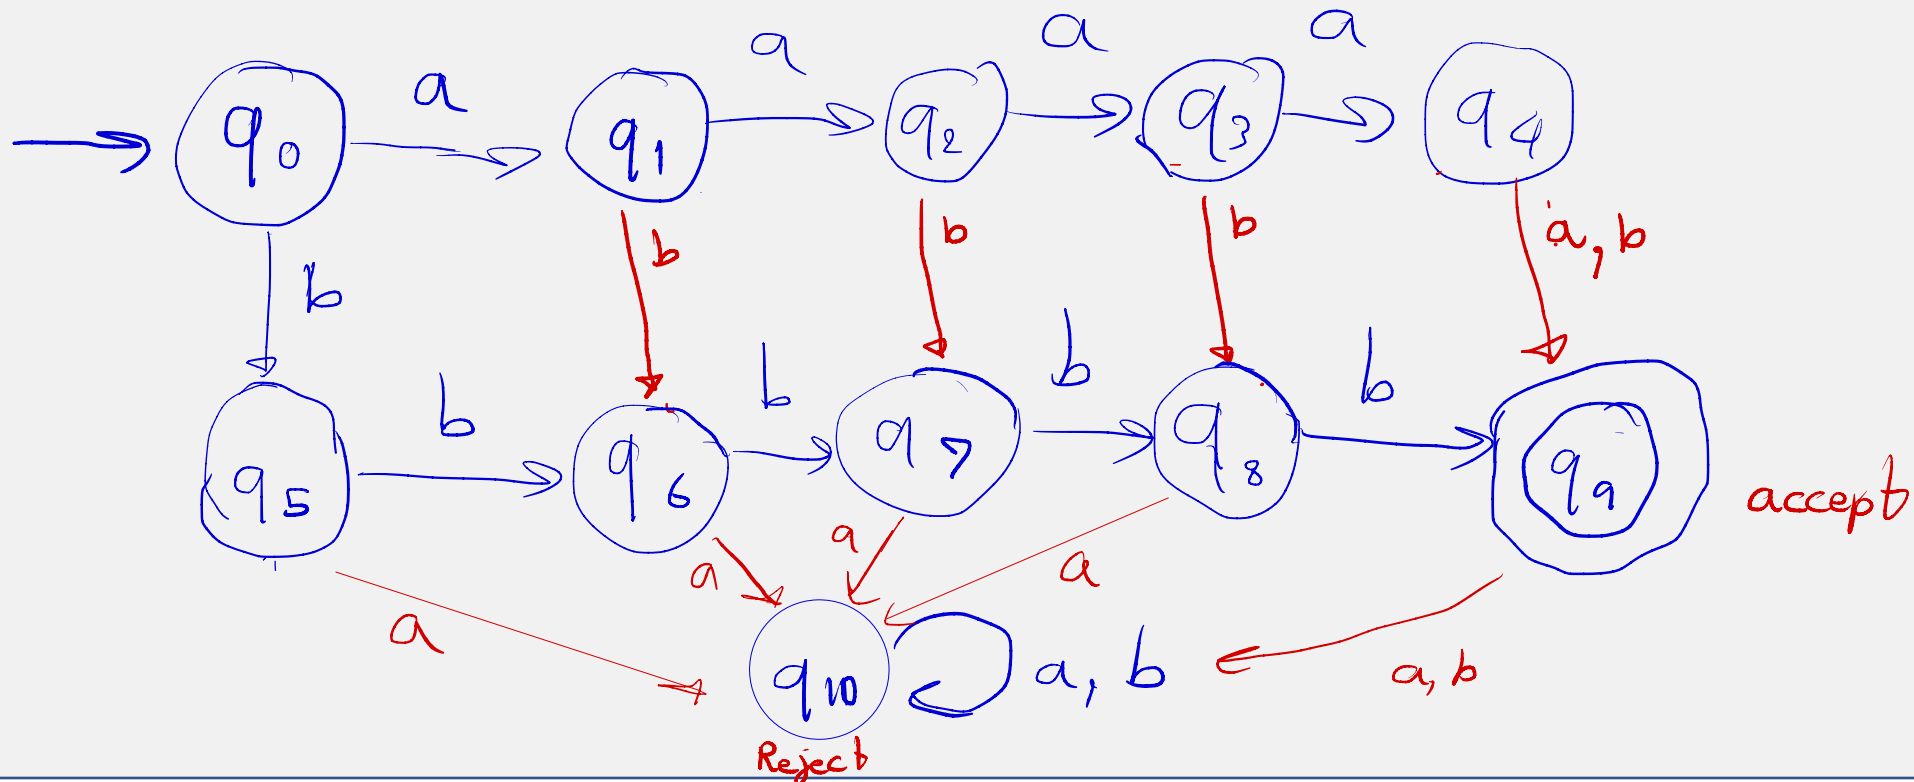 a a a a
q0 q1 q2 q3 q4
b b b b a, b
b b b b
q5 q6 q7 q8 q9 accept
a a a a
q10 a, b a, b
Reject